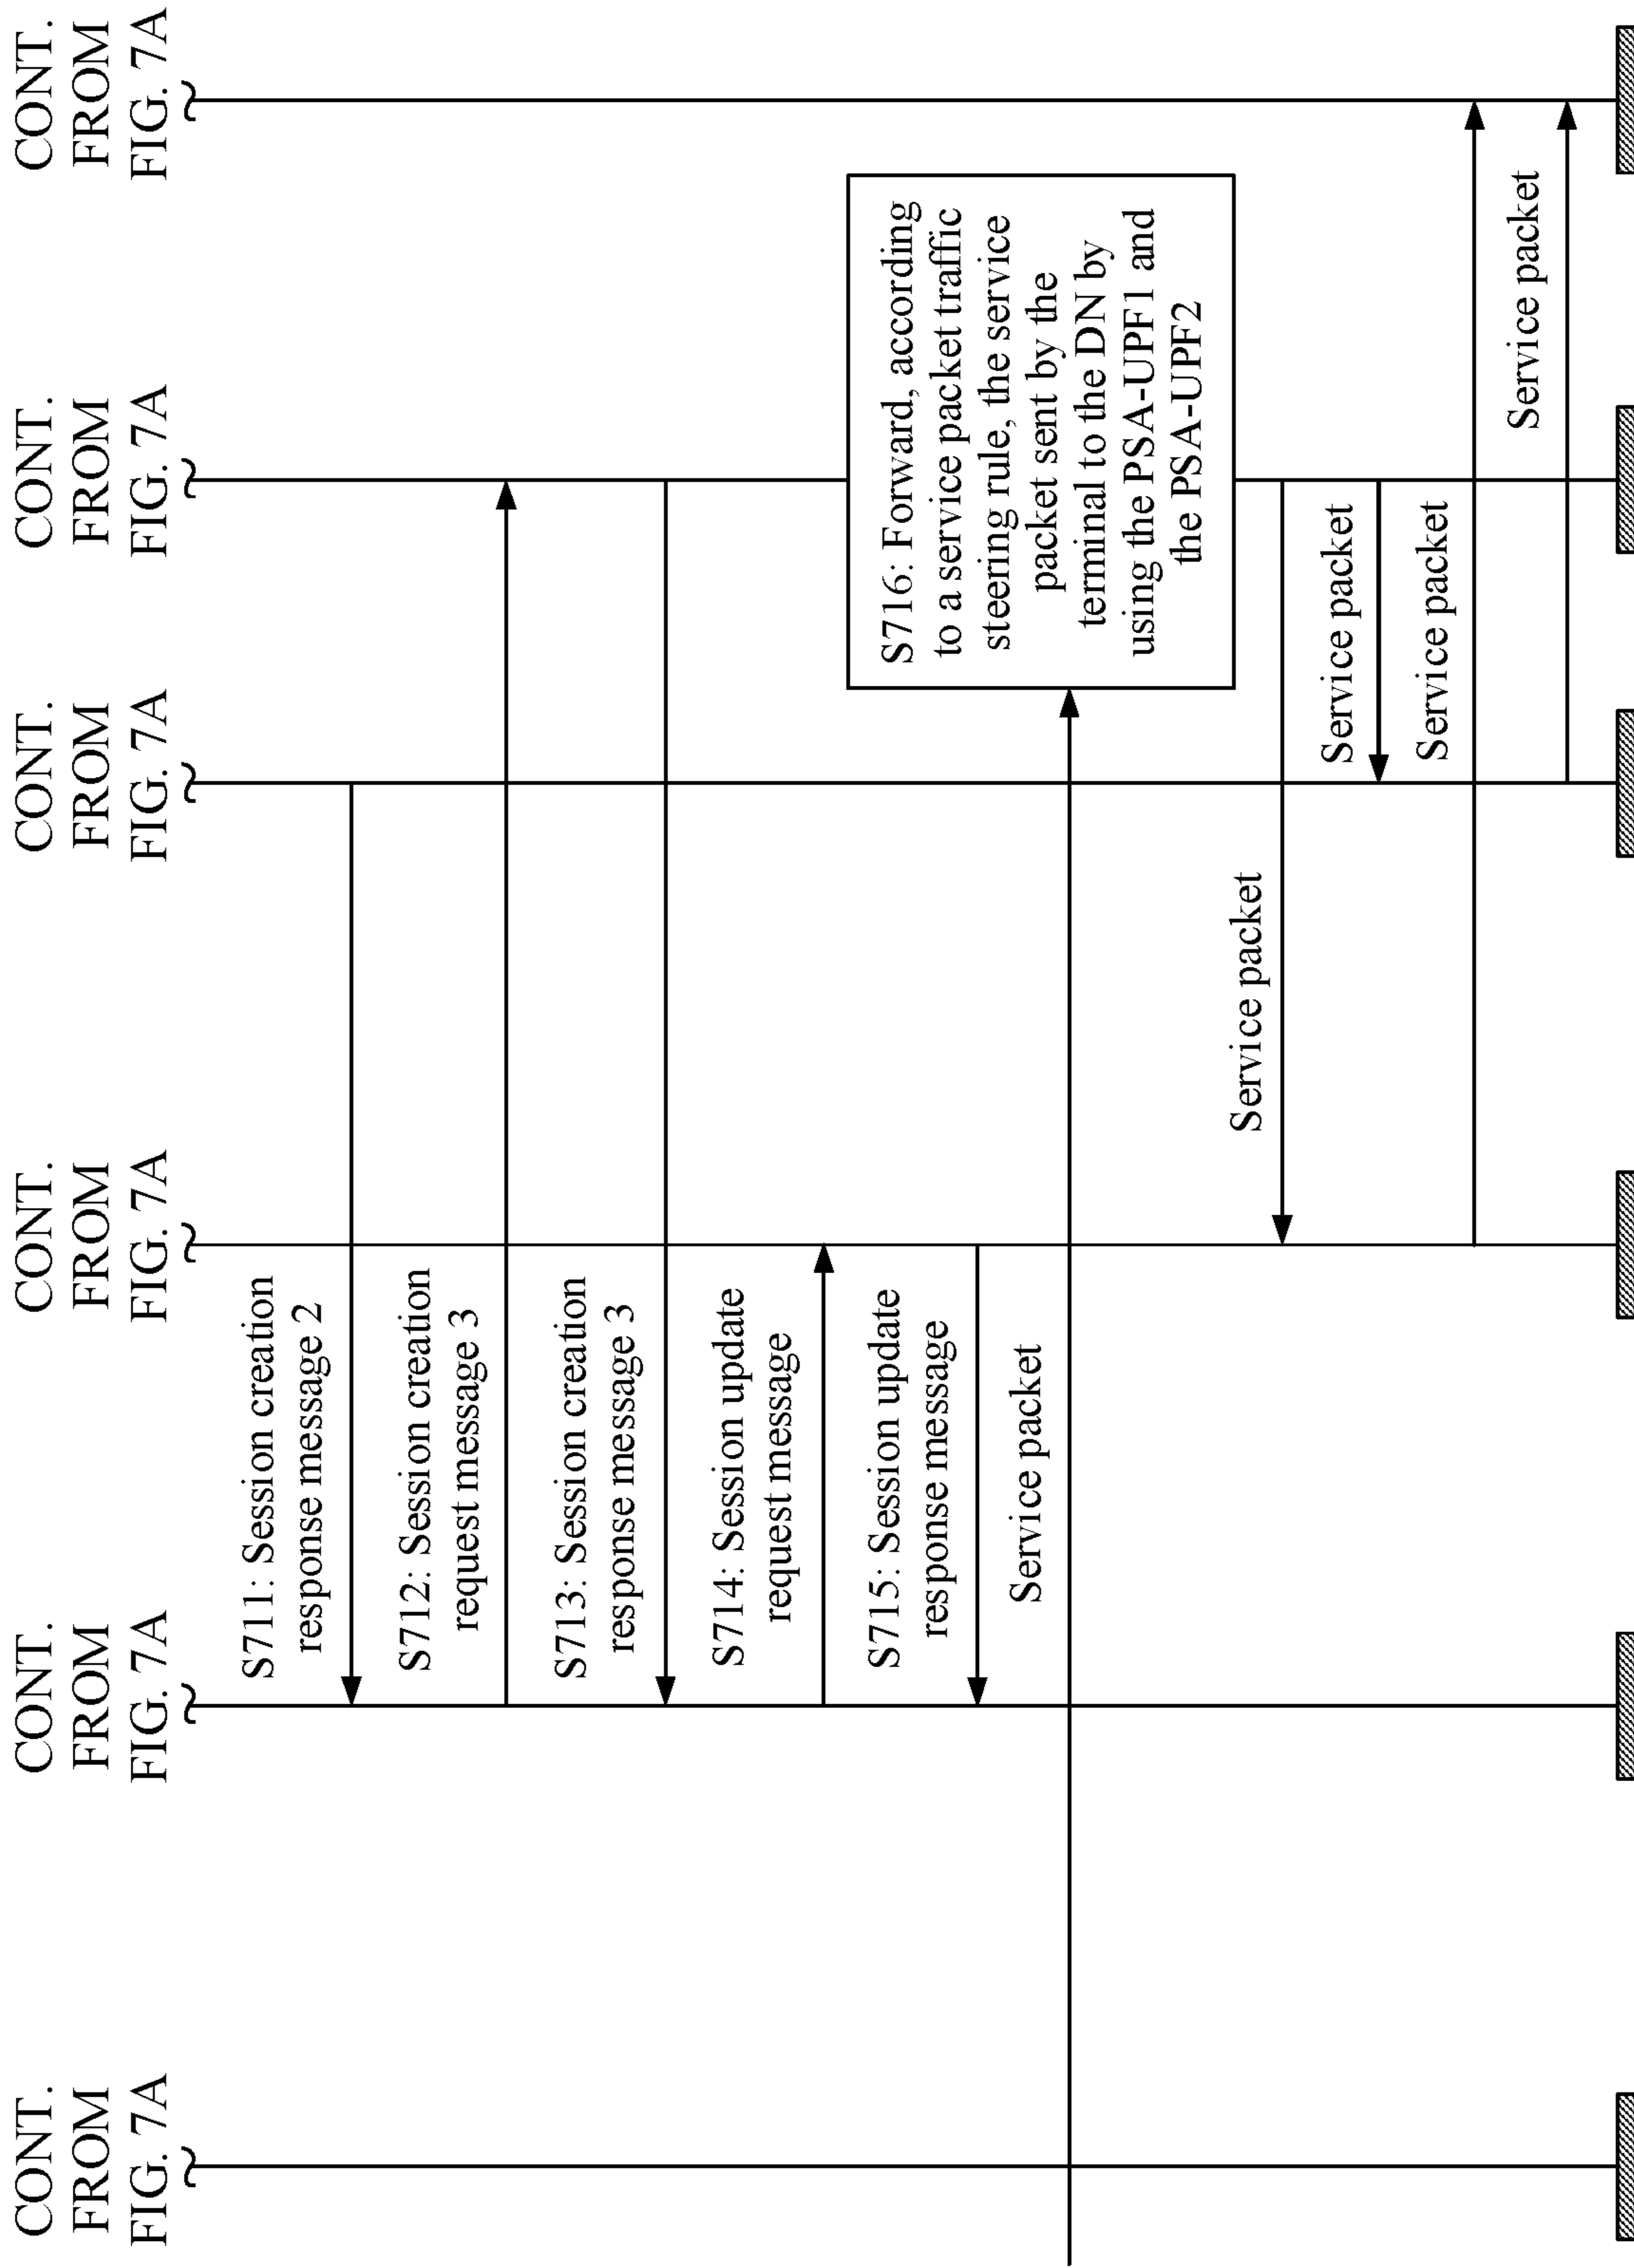 CONT.
FROM
FIG. 7A
CONT.
FROM
FIG. 7A
CONT.
FROM
FIG. 7A
CONT.
FROM
FIG. 7A
CONT.
FROM
FIG. 7A
CONT.
FROM
FIG. 7A
S711: Session creation
response message 2
S712: Session creation
request message 3
S713: Session creation
response message 3
S714: Session update
request message
S715: Session update
response message
Service packet
S716: Forward, according
to a service packet traffic
steering rule, the service
packet sent by the
terminal to the DN by
using the PSA-UPF1 and
the PSA-UPF2
Service packet
Service packet
Service packet
Service packet